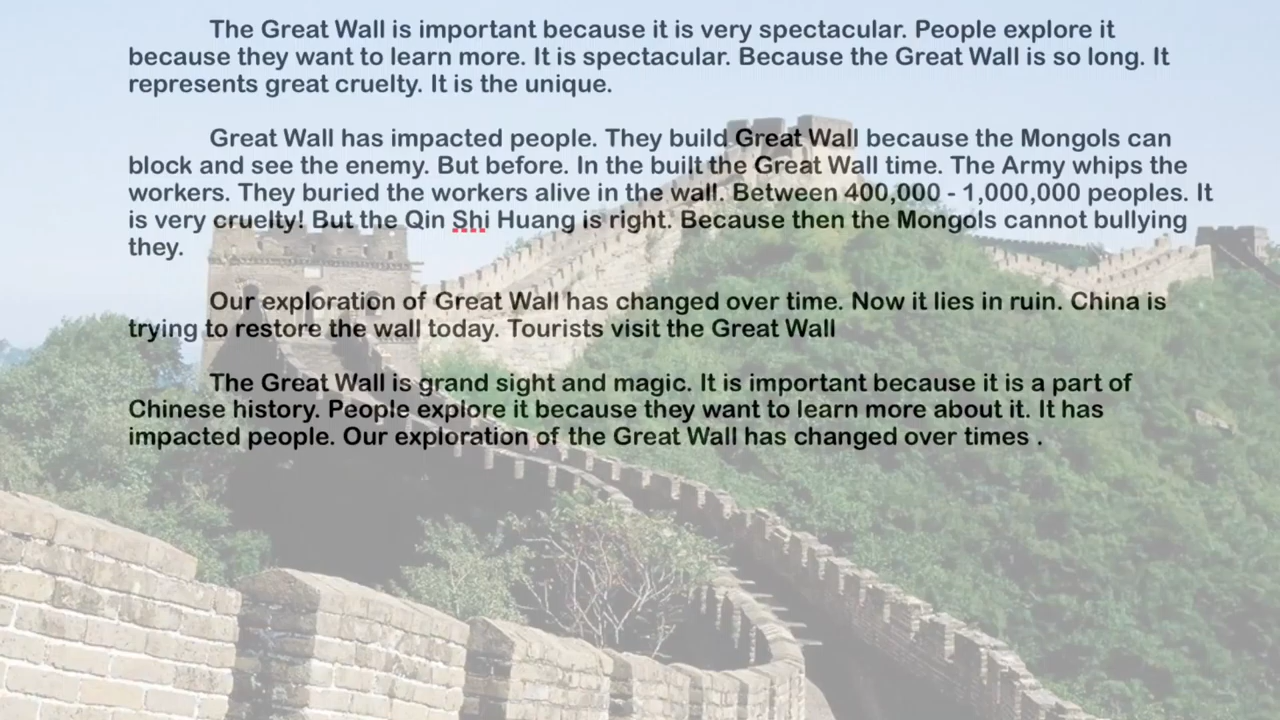 The Great Wall is important because it is very spectacular. People explore it
because they want to learn more. It is spectacular. Because the Great Wall is so long. It
represents great cruelty. It is the unique.
Great Wall has impacted people. They build Great Wall because the Mongols can
block and see the enemy. But before. In the built the Great Wall time. The Army whips the
workers. They buried the workers alive in the wall. Between 400,000 - 1,000,000 peoples. It
is very cruelty! But the Qin Shi Huang is right. Because then the Mongols cannot bullying
they.
Our exploration of Great Wall has changed over time. Now it lies in ruin. China is
trying to restore the wall today. Tourists visit the Great Wall
The Great Wall is grand sight and magic. It is important because it is a part of
Chinese history. People explore it because they want to learn more about it. It has
impacted people. Our exploration of the Great Wall has changed over times .